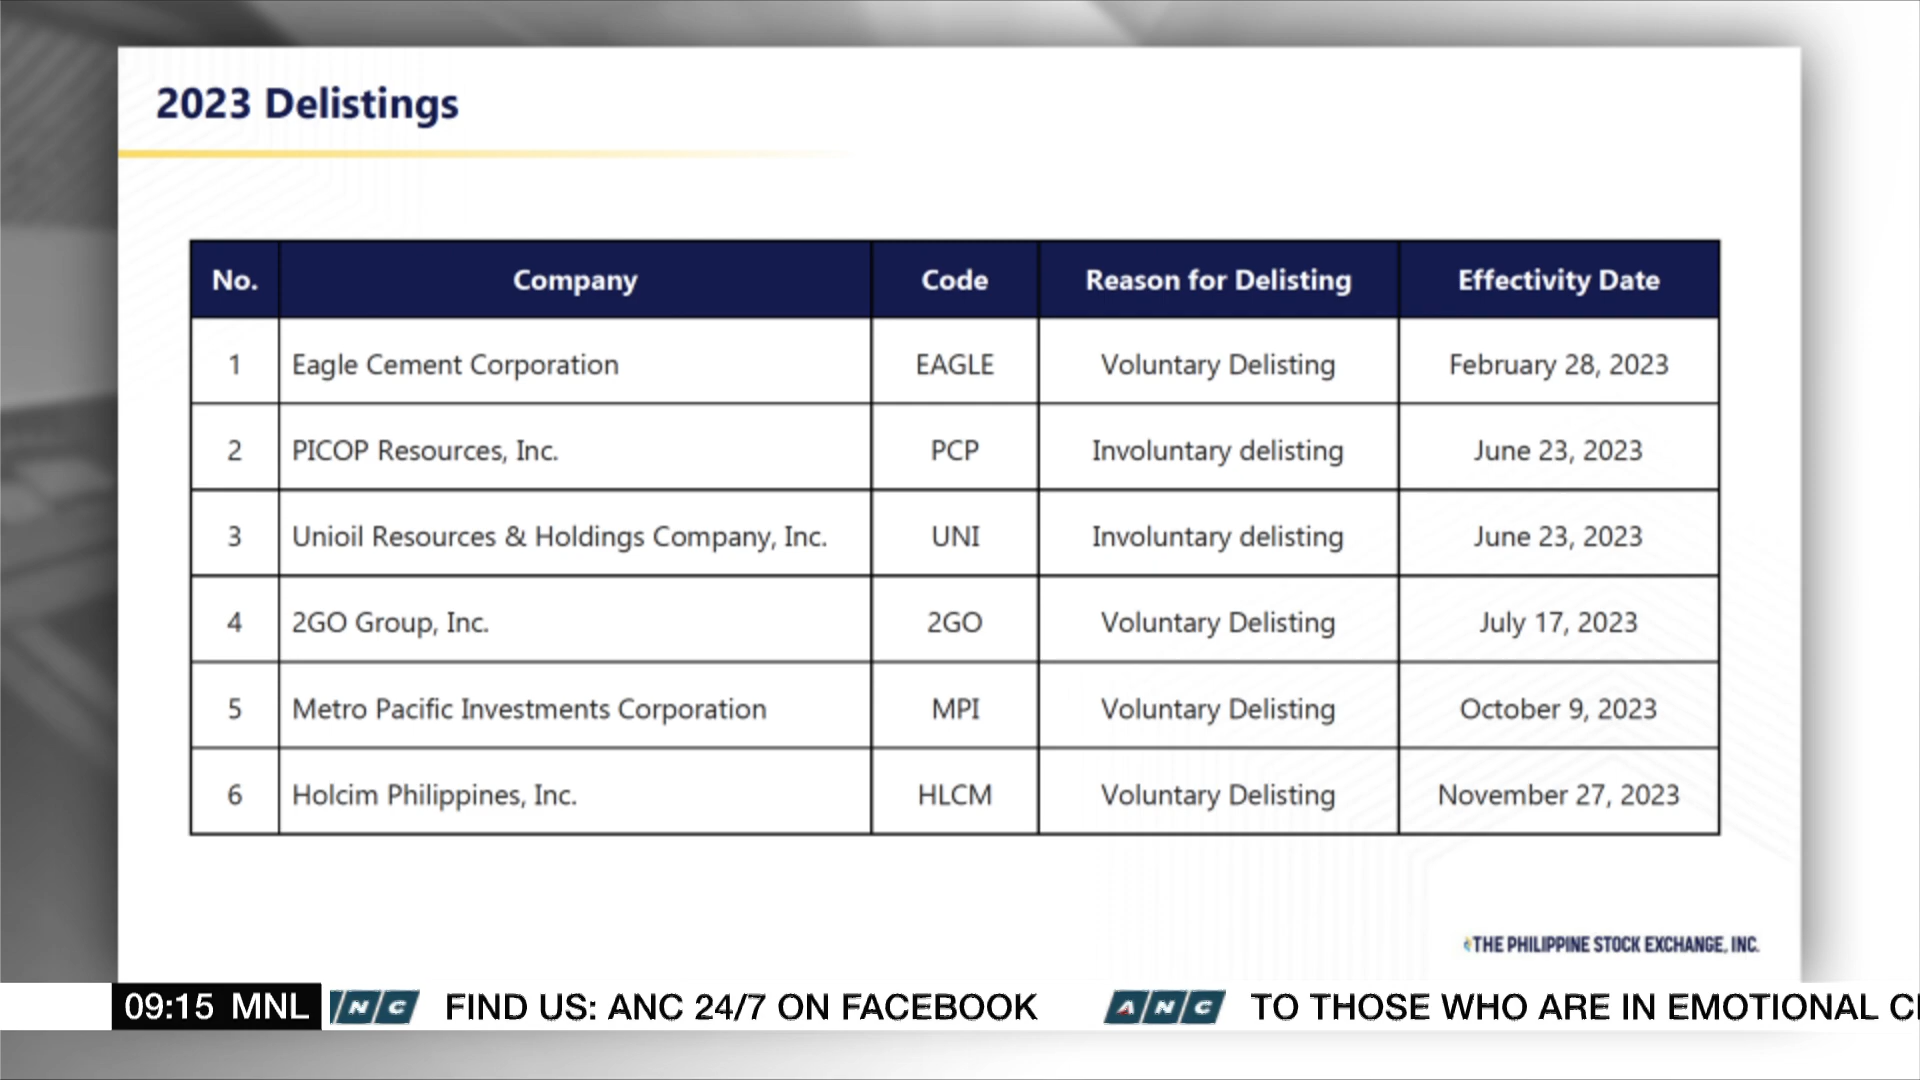 2023 Delistings
No. Company Code Reason for Delisting Effectivity Date
1 Eagle Cement Corporation EAGLE Voluntary Delisting February 28, 2023
2 PICOP Resources, Inc. PCP Involuntary delisting June 23, 2023
3 Unioil Resources & Holdings Company, Inc. UNI Involuntary delisting June 23, 2023
4 2GO Group, Inc. 2GO Voluntary Delisting July 17, 2023
5 Metro Pacific Investments Corporation MPI Voluntary Delisting October 9, 2023
6 Holcim Philippines, Inc. HLCM Voluntary Delisting November 27, 2023
THE PHILIPPINE STOCK EXCHANGE, INC.
09:15 MNL NC FIND US: ANC 24/7 ON FACEBOOK ANC TO THOSE WHO ARE IN EMOTIONAL